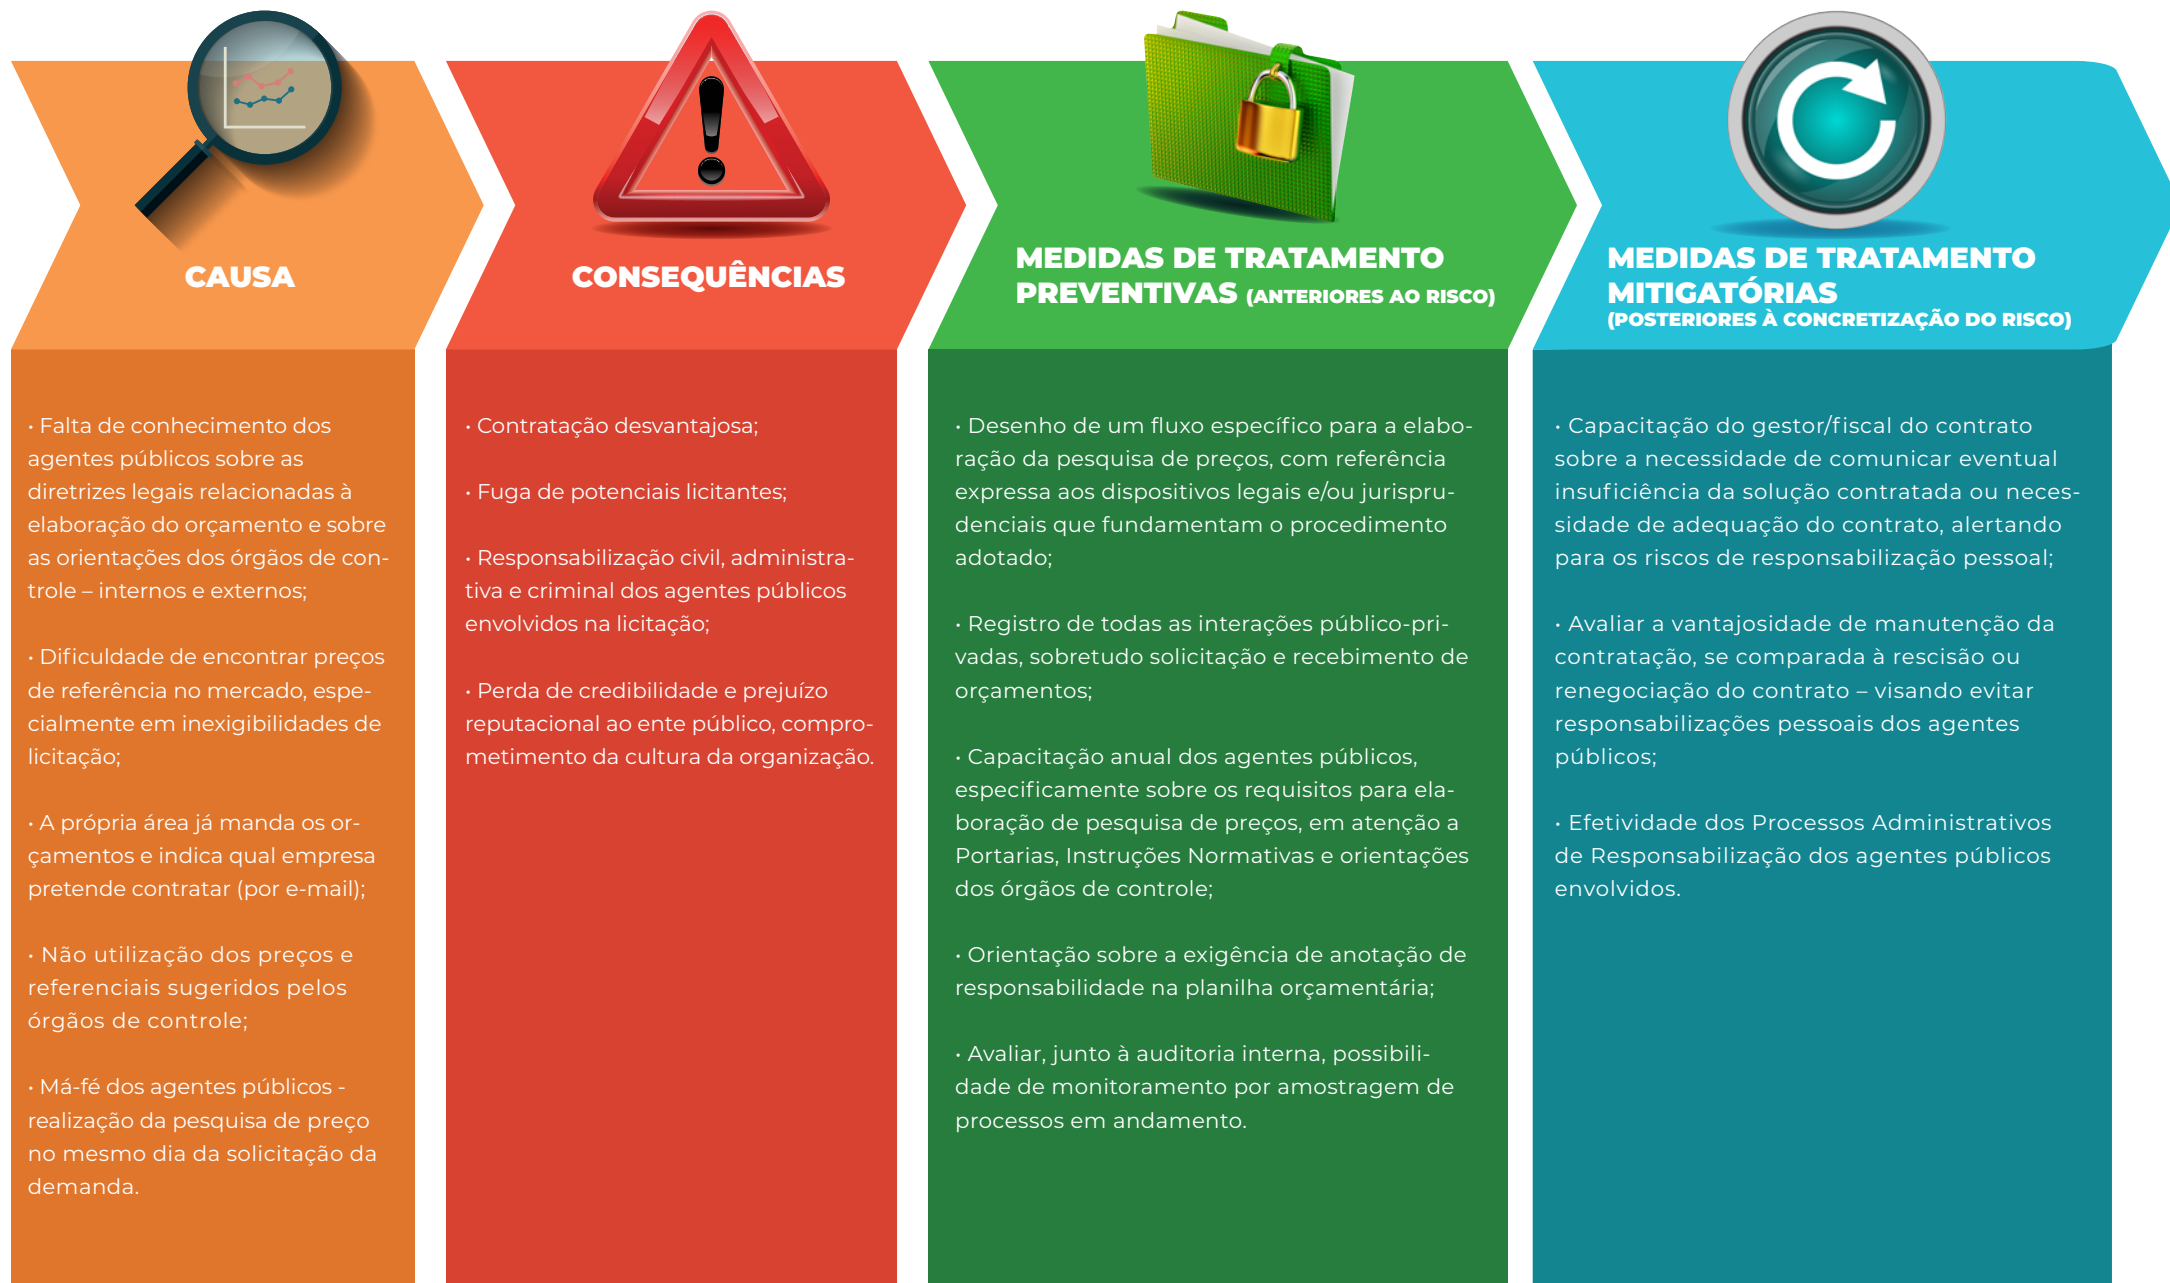 CAUSA
· Falta de conhecimento dos
agentes públicos sobre as
diretrizes legais relacionadas à
elaboração do orçamento e sobre
as orientações dos órgãos de con-
trole – internos e externos;
· Dificuldade de encontrar preços
de referência no mercado, espe-
cialmente em inexigibilidades de
licitação;
· A própria área já manda os or-
çamentos e indica qual empresa
pretende contratar (por e-mail);
· Não utilização dos preços e
referenciais sugeridos pelos
órgãos de controle;
· Má-fé dos agentes públicos -
realização da pesquisa de preço
no mesmo dia da solicitação da
demanda.
CONSEQUÊNCIAS
· Contratação desvantajosa;
· Fuga de potenciais licitantes;
· Responsabilização civil, administra-
tiva e criminal dos agentes públicos
envolvidos na licitação;
· Perda de credibilidade e prejuízo
reputacional ao ente público, compro-
metimento da cultura da organização.
MEDIDAS DE TRATAMENTO
PREVENTIVAS (ANTERIORES AO RISCO)
· Desenho de um fluxo específico para a elabo-
ração da pesquisa de preços, com referência
expressa aos dispositivos legais e/ou jurispru-
denciais que fundamentam o procedimento
adotado;
· Registro de todas as interações público-pri-
vadas, sobretudo solicitação e recebimento de
orçamentos;
· Capacitação anual dos agentes públicos,
especificamente sobre os requisitos para ela-
boração de pesquisa de preços, em atenção a
Portarias, Instruções Normativas e orientações
dos órgãos de controle;
· Orientação sobre a exigência de anotação de
responsabilidade na planilha orçamentária;
· Avaliar, junto à auditoria interna, possibili-
dade de monitoramento por amostragem de
processos em andamento.
MEDIDAS DE TRATAMENTO
MITIGATÓRIAS
(POSTERIORES À CONCRETIZAÇÃO DO RISCO)
· Capacitação do gestor/fiscal do contrato
sobre a necessidade de comunicar eventual
insuficiência da solução contratada ou neces-
sidade de adequação do contrato, alertando
para os riscos de responsabilização pessoal;
· Avaliar a vantajosidade de manutenção da
contratação, se comparada à rescisão ou
renegociação do contrato – visando evitar
responsabilizações pessoais dos agentes
públicos;
· Efetividade dos Processos Administrativos
de Responsabilização dos agentes públicos
envolvidos.